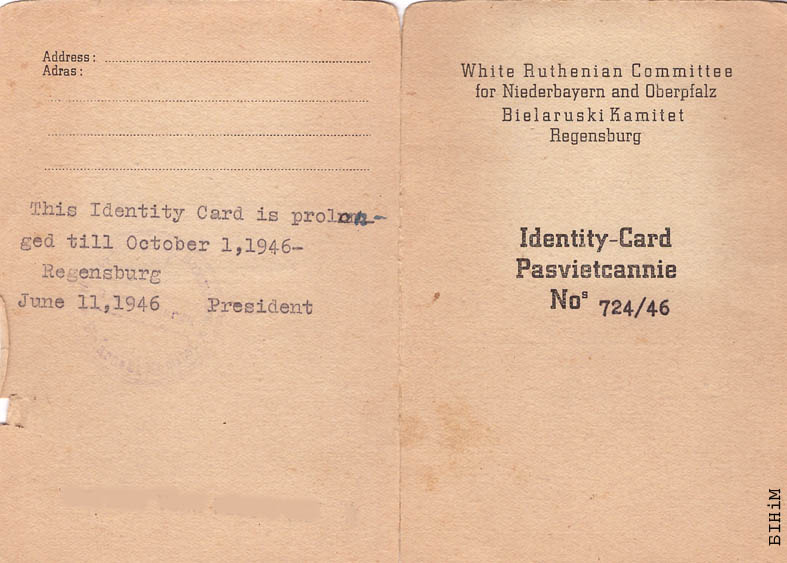 Address:
Adras:
This Identity Card is prolon-
ged till October 1,1946-
Regensburg
June 11,1946 President
White Ruthenian Committee
for Niederbayern and Oberpfalz
Bielaruski Kamitet
Regensburg
Identity-Card
Pasvietcannie
Noˢ 724/46
БІНіМ